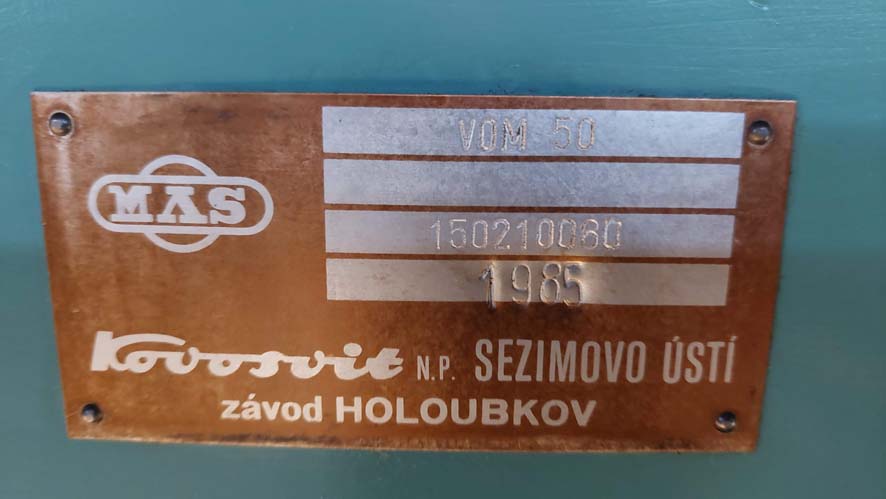 VOM 50
MAS
150210060
1985
Kovosvit N.P. SEZIMOVO ÚSTÍ
závod HOLOUBKOV